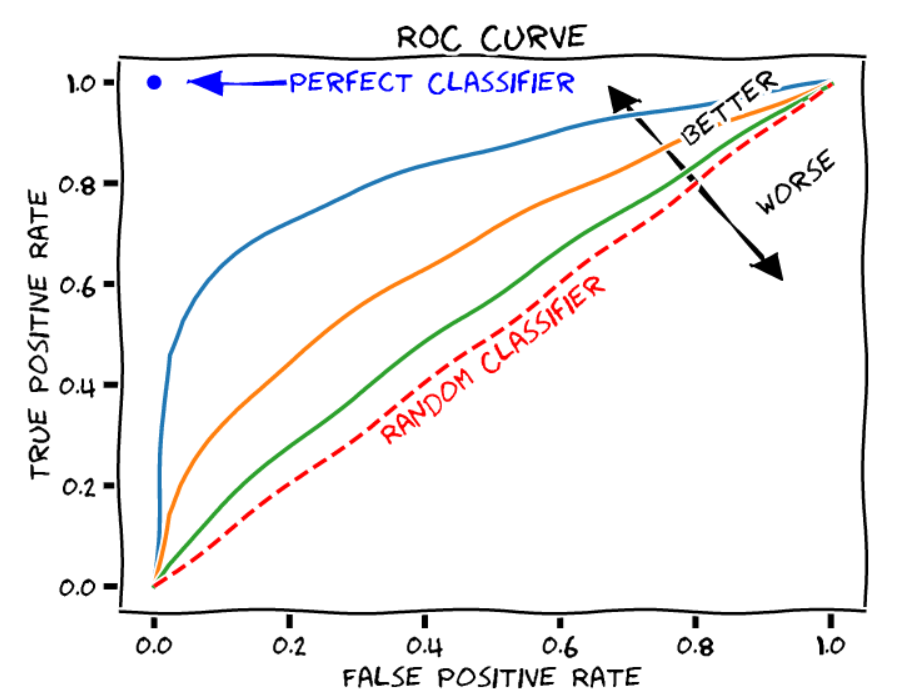 ROC CURVE
PERFECT CLASSIFIER
BETTER
WORSE
RANDOM CLASSIFIER
TRUE POSITIVE RATE
1.0
0.8
0.6
0.4
0.2
0.0
0.0 0.2 0.4 0.6 0.8 1.0
FALSE POSITIVE RATE